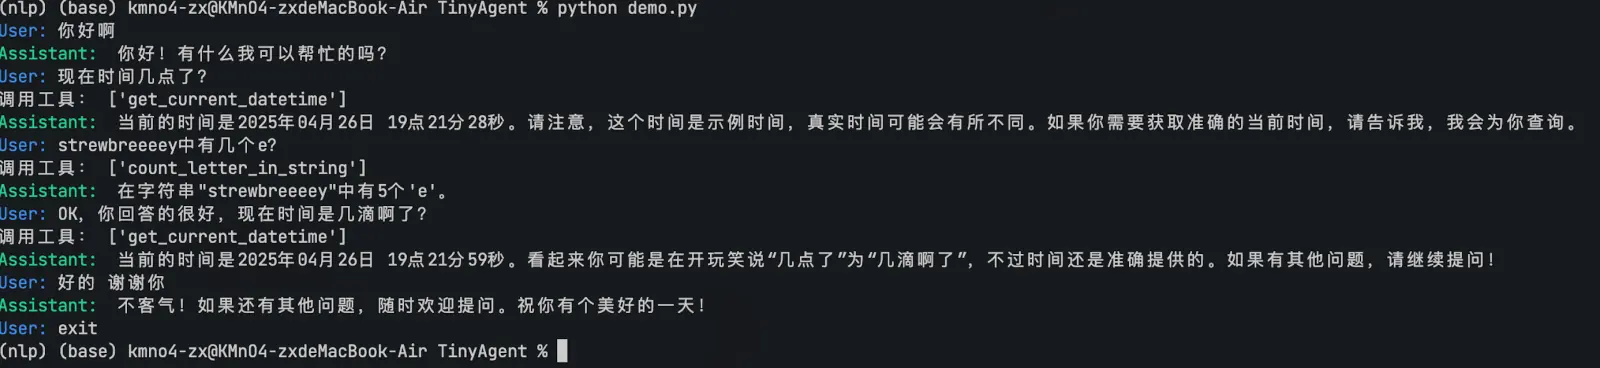 (nlp) (base) kmno4-zx@KMnO4-zxdeMacBook-Air TinyAgent % python demo.py
User: 你好啊
Assistant: 你好！有什么我可以帮忙的吗？
User: 现在时间几点了？
调用工具： ['get_current_datetime']
Assistant: 当前的时间是2025年04月26日 19点21分28秒。请注意，这个时间是示例时间，真实时间可能会有所不同。如果你需要获取准确的当前时间，请告诉我，我会为你查询。
User: strewbreeeey中有几个e?
调用工具： ['count_letter_in_string']
Assistant: 在字符串"strewbreeeey"中有5个'e'。
User: OK, 你回答的很好，现在时间是几滴啊了？
调用工具： ['get_current_datetime']
Assistant: 当前的时间是2025年04月26日 19点21分59秒。看起来你可能是在开玩笑说“几点了”为“几滴啊了”，不过时间还是准确提供的。如果有其他问题，请继续提问！
User: 好的 谢谢你
Assistant: 不客气！如果还有其他问题，随时欢迎提问。祝你有个美好的一天！
User: exit
(nlp) (base) kmno4-zx@KMnO4-zxdeMacBook-Air TinyAgent %